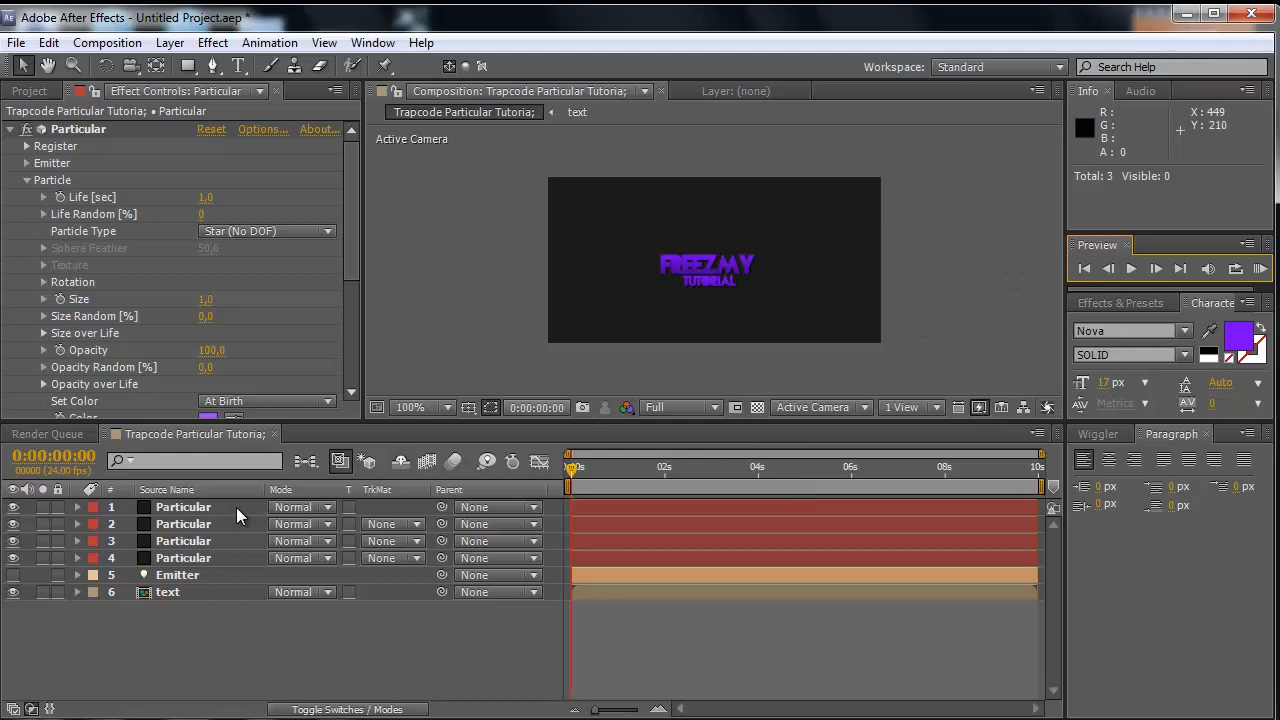 Adobe After Effects - Untitled Project.aep *
File Edit Composition Layer Effect Animation View Window Help
Workspace: Standard Search Help
Project Effect Controls: Particular
Trapcode Particular Tutoria; • Particular
Particular Reset Options... About...
Register
Emitter
Particle
Life [sec] 1,0
Life Random [%] 0
Particle Type Star (No DOF)
Sphere Feather 50,0
Texture
Rotation
Size 1,0
Size Random [%] 0,0
Size over Life
Opacity 100,0
Opacity Random [%] 0,0
Opacity over Life
Set Color At Birth
Color
Composition: Trapcode Particular Tutoria; Layer: (none)
Trapcode Particular Tutoria; text
Active Camera
FREEZMY
TUTORIAL
100% 0:00:00:00 Full Active Camera 1 View
Info Audio
R: X: 449
G: Y: 210
B:
A: 0
Total: 3 Visible: 0
Preview
Effects & Presets Characte
Nova
SOLID
17 px Auto
Metrics 0
Wiggler Paragraph
0 px 0 px 0 px
0 px 0 px
Render Queue Trapcode Particular Tutoria;
0:00:00:00
00000 (24,00 fps)
02s 04s 06s 08s 10s
# Source Name Mode T TrkMat Parent
1 Particular Normal None
2 Particular Normal None None
3 Particular Normal None None
4 Particular Normal None None
5 Emitter None
6 text Normal None
Toggle Switches / Modes